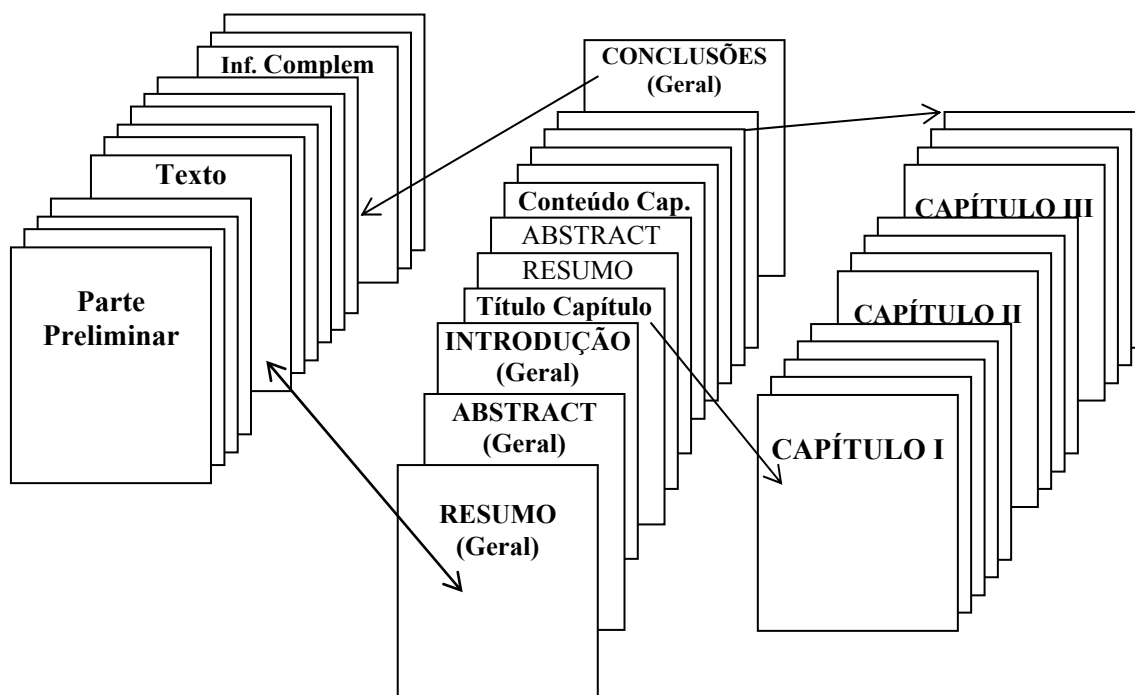 Inf. Complem
Texto
Parte
Preliminar
CONCLUSÕES
(Geral)
Conteúdo Cap.
ABSTRACT
RESUMO
Título Capítulo
INTRODUÇÃO
(Geral)
ABSTRACT
(Geral)
RESUMO
(Geral)
CAPÍTULO III
CAPÍTULO II
CAPÍTULO I